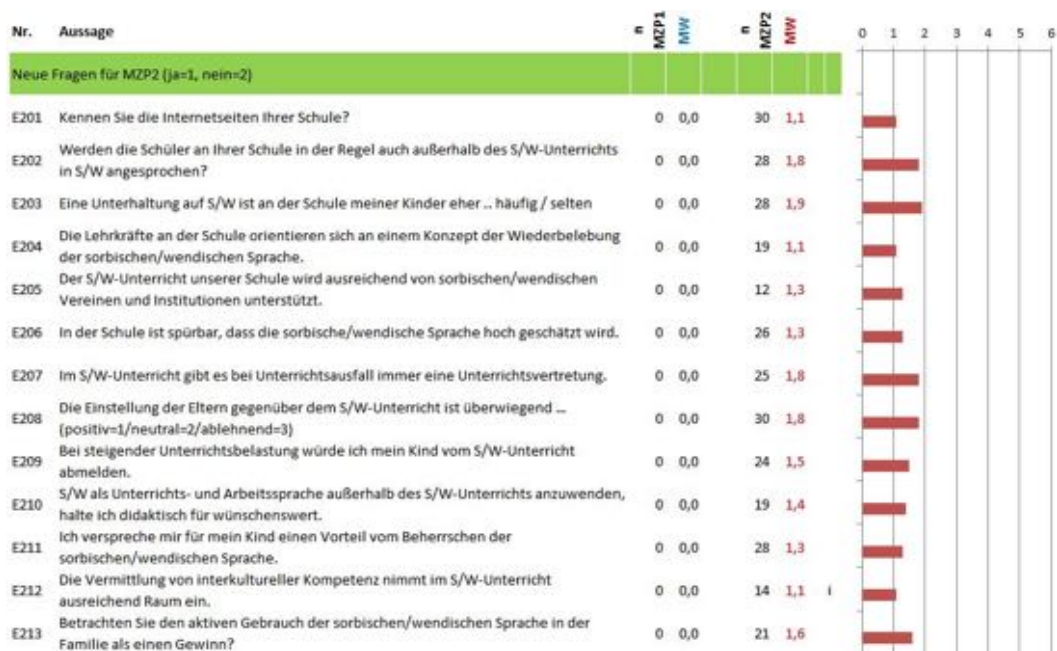 Nr. Aussage n MZP1 MW n MZP2 MW 0 1 2 3 4 5 6
Neue Fragen für MZP2 (ja=1, nein=2)
E201 Kennen Sie die Internetseiten Ihrer Schule? 0 0,0 30 1,1
E202 Werden die Schüler an Ihrer Schule in der Regel auch außerhalb des S/W-Unterrichts
in S/W angesprochen? 0 0,0 28 1,8
E203 Eine Unterhaltung auf S/W ist an der Schule meiner Kinder eher ... häufig / selten 0 0,0 28 1,9
E204 Die Lehrkräfte an der Schule orientieren sich an einem Konzept der Wiederbelebung
der sorbischen/wendischen Sprache. 0 0,0 19 1,1
E205 Der S/W-Unterricht unserer Schule wird ausreichend von sorbischen/wendischen
Vereinen und Institutionen unterstützt. 0 0,0 12 1,3
E206 In der Schule ist spürbar, dass die sorbische/wendische Sprache hoch geschätzt wird. 0 0,0 26 1,3
E207 Im S/W-Unterricht gibt es bei Unterrichtsausfall immer eine Unterrichtsvertretung. 0 0,0 25 1,8
E208 Die Einstellung der Eltern gegenüber dem S/W-Unterricht ist überwiegend ...
(positiv=1/neutral=2/ablehnend=3) 0 0,0 30 1,8
E209 Bei steigender Unterrichtsbelastung würde ich mein Kind vom S/W-Unterricht
abmelden. 0 0,0 24 1,5
E210 S/W als Unterrichts- und Arbeitssprache außerhalb des S/W-Unterrichts anzuwenden,
halte ich didaktisch für wünschenswert. 0 0,0 19 1,4
E211 Ich verspreche mir für mein Kind einen Vorteil vom Beherrschen der
sorbischen/wendischen Sprache. 0 0,0 28 1,3
E212 Die Vermittlung von interkultureller Kompetenz nimmt im S/W-Unterricht
ausreichend Raum ein. 0 0,0 14 1,1 i
E213 Betrachten Sie den aktiven Gebrauch der sorbischen/wendischen Sprache in der
Familie als einen Gewinn? 0 0,0 21 1,6